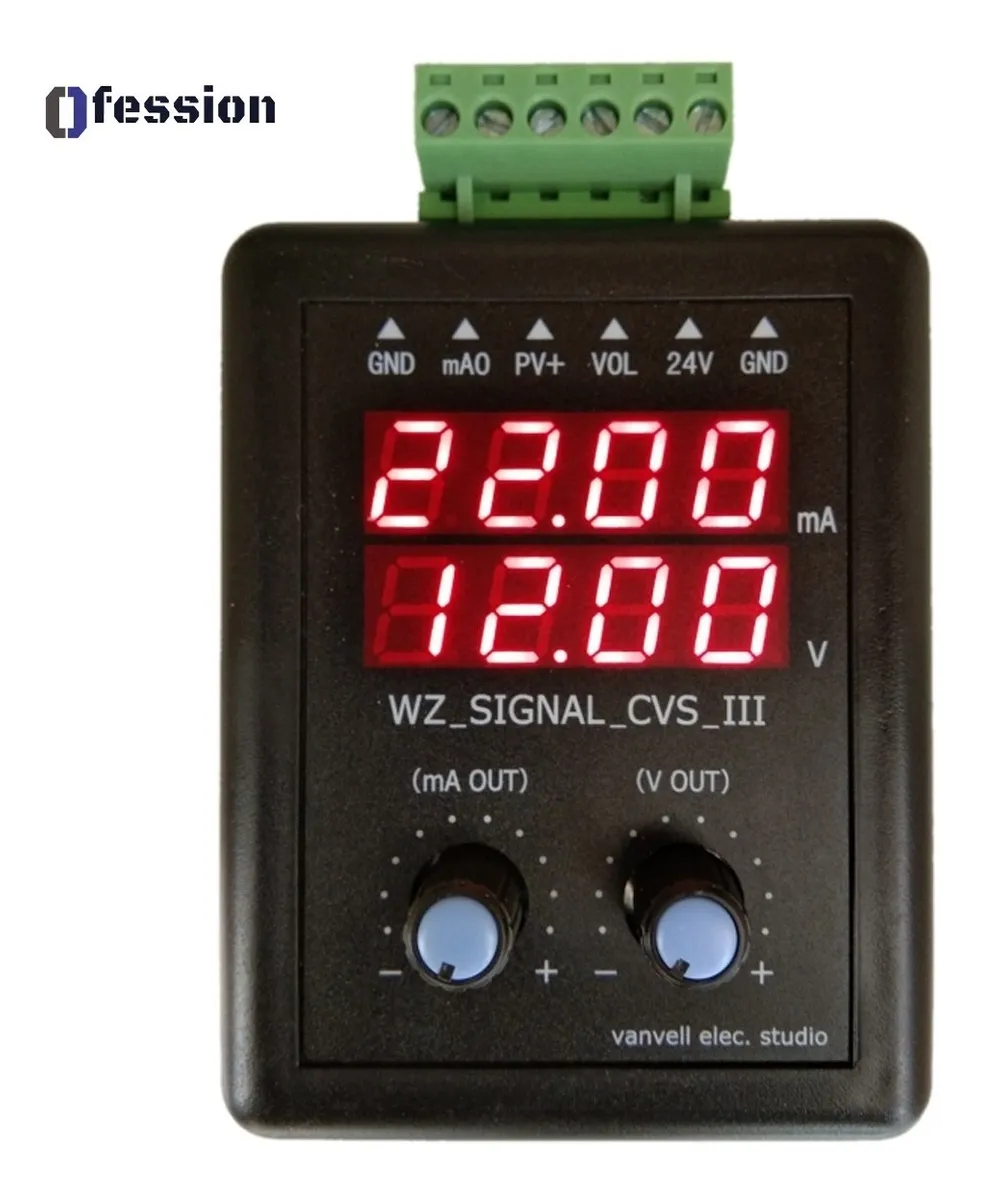 Ofession
GND mAO PV+ VOL 24V GND
22.00 mA
12.00 V
WZ_SIGNAL_CVS_III
(mA OUT) (V OUT)
− + − +
vanvell elec. studio